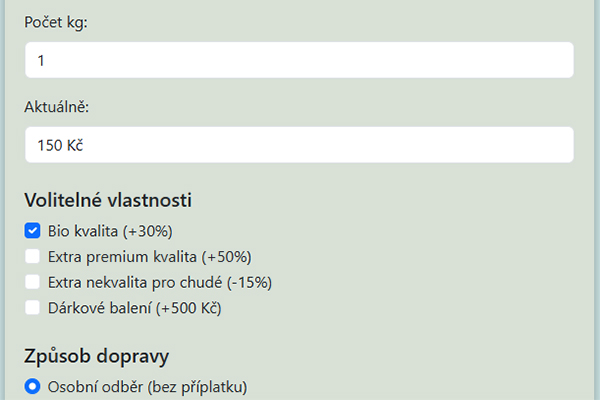 Počet kg:
1
Aktuálně:
150 Kč
Volitelné vlastnosti
Bio kvalita (+30%)
Extra premium kvalita (+50%)
Extra nekvalita pro chudé (-15%)
Dárkové balení (+500 Kč)
Způsob dopravy
Osobní odběr (bez příplatku)